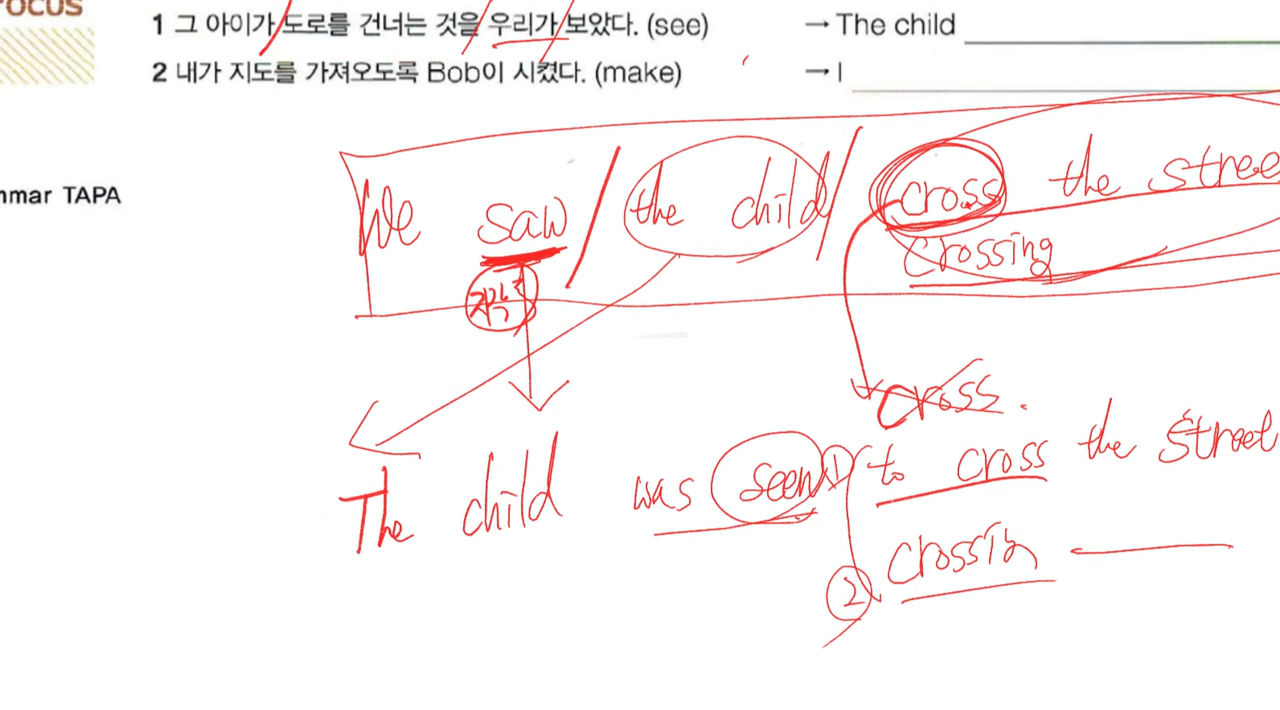 OCUS
1 그 아이가 도로를 건너는 것을 우리가 보았다. (see) → The child
2 내가 지도를 가져오도록 Bob이 시켰다. (make) → I
mmar TAPA
We saw / the child / cross the stree
crossing
cross.
The child was seen ① to cross the street
②